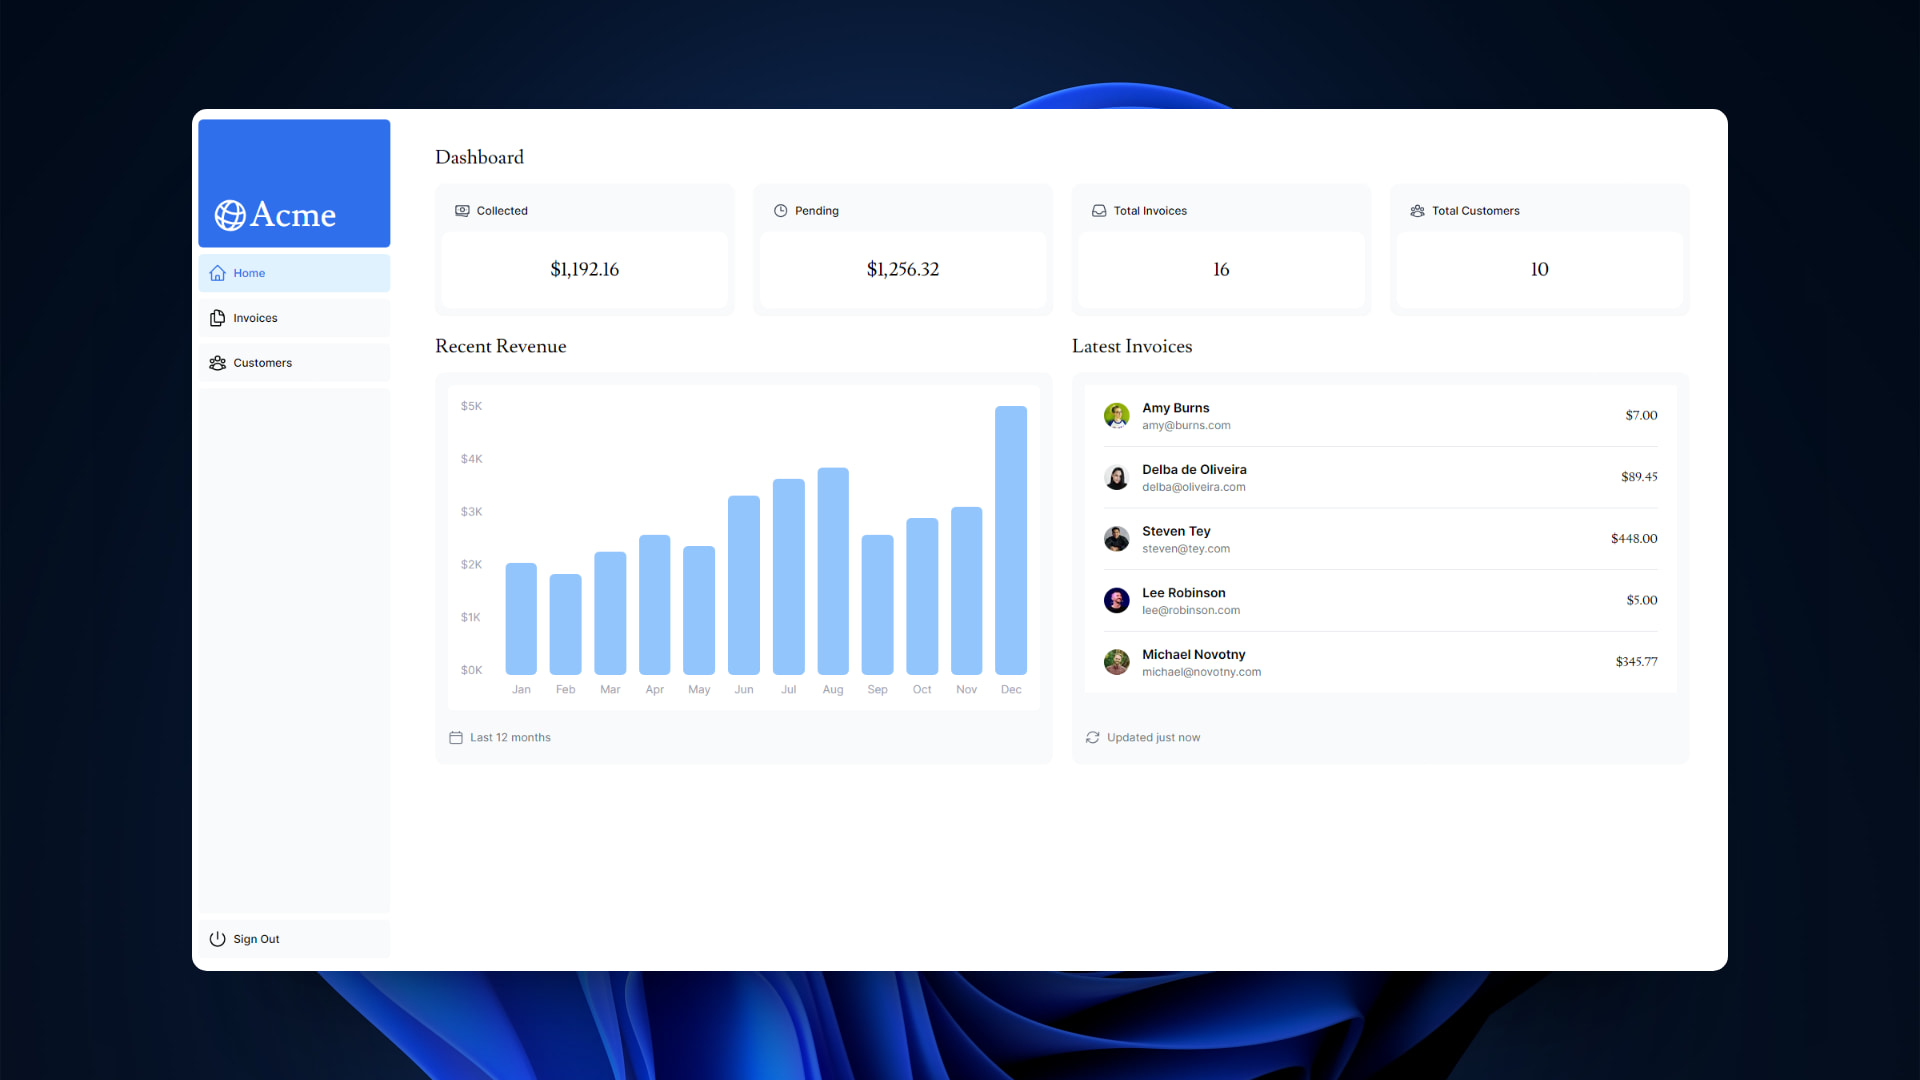 Acme
Home
Invoices
Customers
Sign Out
Dashboard
Collected
$1,192.16
Pending
$1,256.32
Total Invoices
16
Total Customers
10
Recent Revenue
$5K
$4K
$3K
$2K
$1K
$0K
Jan Feb Mar Apr May Jun Jul Aug Sep Oct Nov Dec
Last 12 months
Latest Invoices
Amy Burns
amy@burns.com
$7.00
Delba de Oliveira
delba@oliveira.com
$89.45
Steven Tey
steven@tey.com
$448.00
Lee Robinson
lee@robinson.com
$5.00
Michael Novotny
michael@novotny.com
$345.77
Updated just now